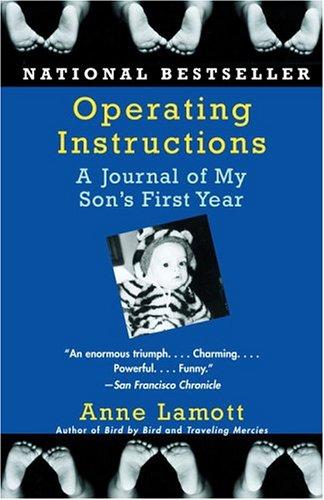 NATIONAL BESTSELLER
Operating
Instructions
A Journal of My
Son's First Year
"An enormous triumph. . . . Charming. . . .
Powerful. . . . Funny."
—San Francisco Chronicle
Anne Lamott
Author of Bird by Bird and Traveling Mercies